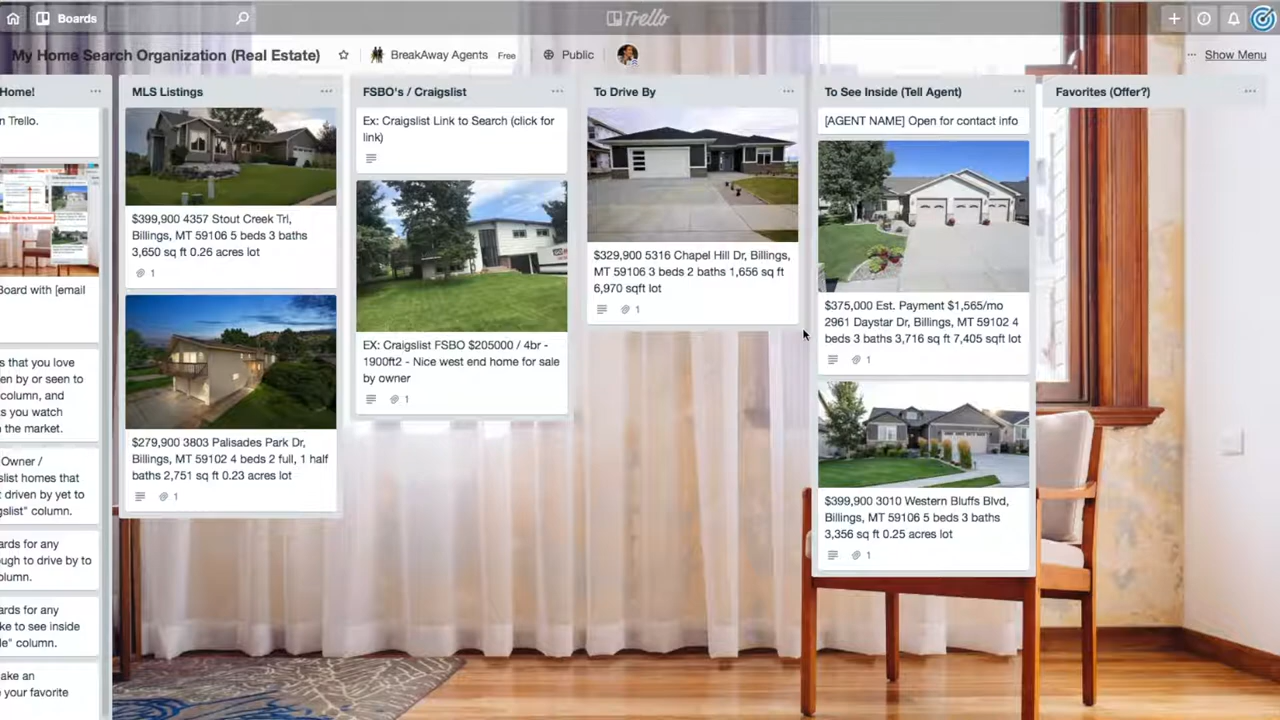 Boards
Trello
My Home Search Organization (Real Estate)
BreakAway Agents
Free
Public
Show Menu
Home!
n Trello.
Board with [email
s that you love
en by or seen to
column, and
s you watch
n the market.
Owner /
slist homes that
t driven by yet to
gslist" column.
ards for any
ough to drive by to
olumn.
ards for any
ke to see inside
le" column.
ake an
e your favorite
MLS Listings
$399,900 4357 Stout Creek Trl,
Billings, MT 59106 5 beds 3 baths
3,650 sq ft 0.26 acres lot
1
$279,900 3803 Palisades Park Dr,
Billings, MT 59102 4 beds 2 full, 1 half
baths 2,751 sq ft 0.23 acres lot
1
FSBO's / Craigslist
Ex: Craigslist Link to Search (click for
link)
EX: Craigslist FSBO $205000 / 4br -
1900ft2 - Nice west end home for sale
by owner
1
To Drive By
$329,900 5316 Chapel Hill Dr, Billings,
MT 59106 3 beds 2 baths 1,656 sq ft
6,970 sqft lot
1
To See Inside (Tell Agent)
[AGENT NAME] Open for contact info
$375,000 Est. Payment $1,565/mo
2961 Daystar Dr, Billings, MT 59102 4
beds 3 baths 3,716 sq ft 7,405 sqft lot
1
$399,900 3010 Western Bluffs Blvd,
Billings, MT 59106 5 beds 3 baths
3,356 sq ft 0.25 acres lot
1
Favorites (Offer?)